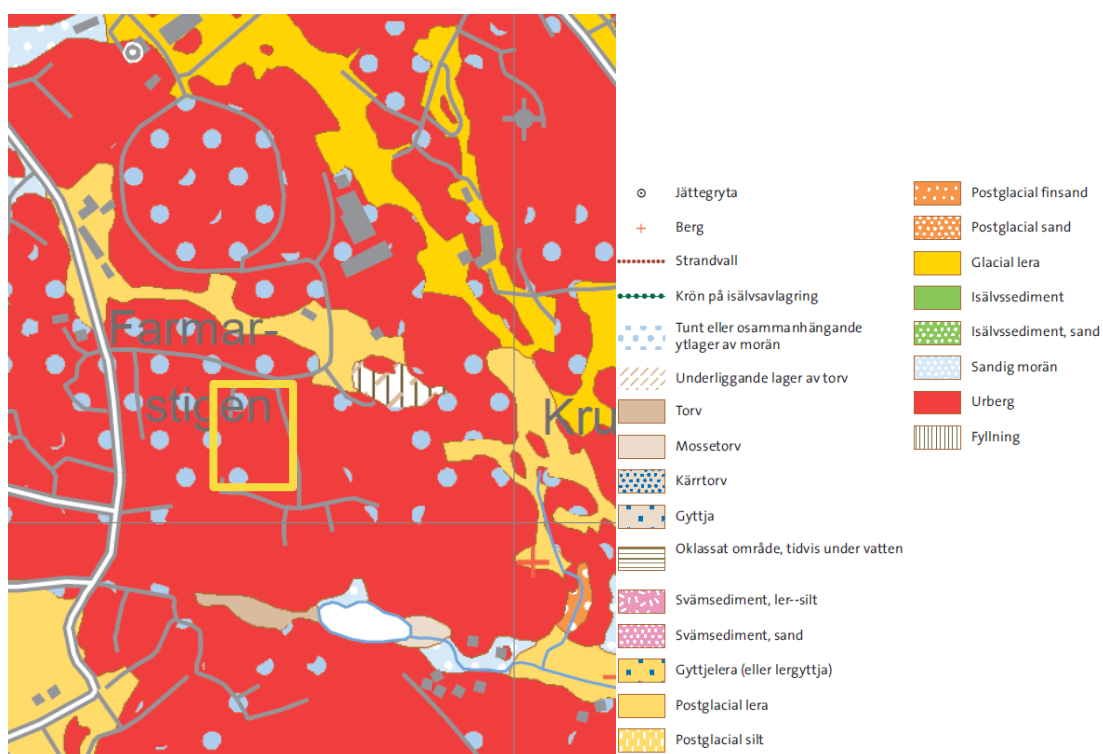 Farmar-
stigen
Kru
Jättegryta
Berg
Strandvall
Krön på isälvsavlagring
Tunt eller osammanhängande
ytlager av morän
Underliggande lager av torv
Torv
Mossetorv
Kärrtorv
Gyttja
Oklassat område, tidvis under vatten
Svämsediment, ler--silt
Svämsediment, sand
Gyttjelera (eller lergyttja)
Postglacial lera
Postglacial silt
Postglacial finsand
Postglacial sand
Glacial lera
Isälvssediment
Isälvssediment, sand
Sandig morän
Urberg
Fyllning